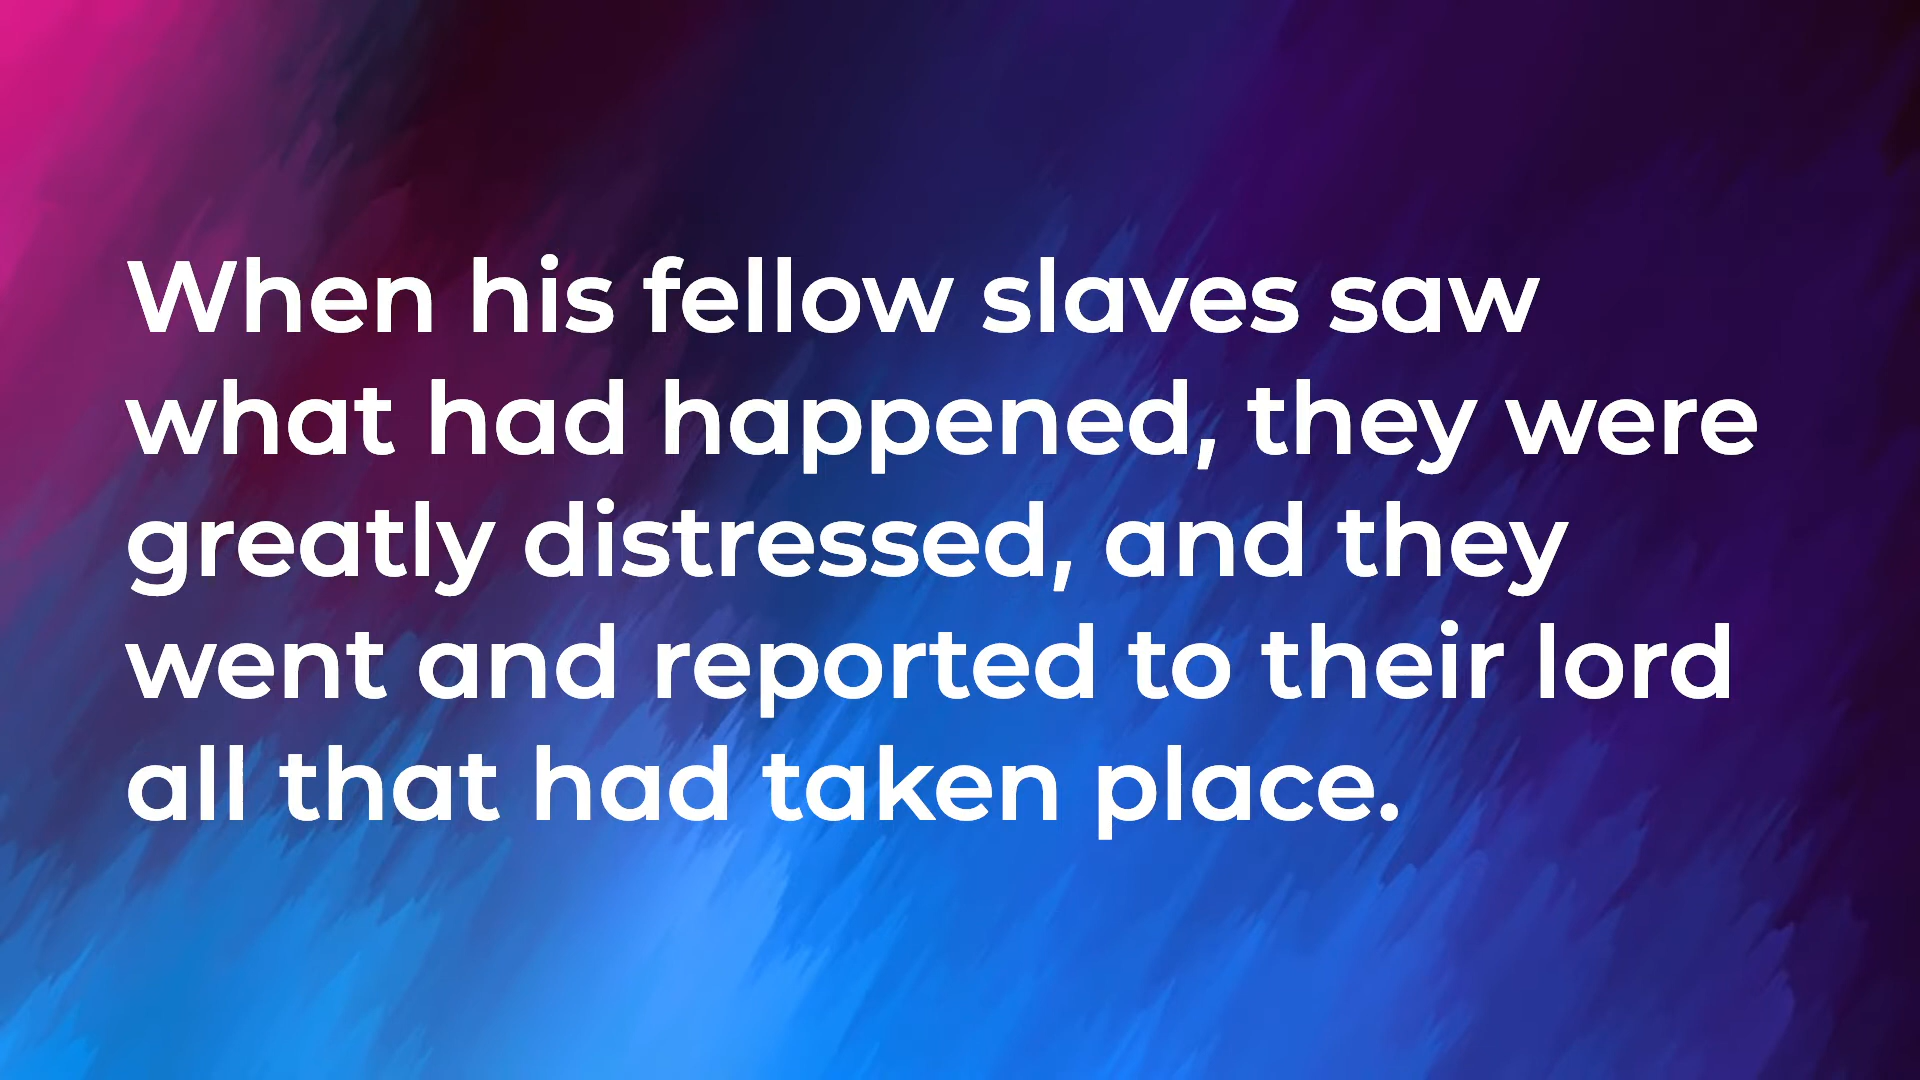 When his fellow slaves saw
what had happened, they were
greatly distressed, and they
went and reported to their lord
all that had taken place.